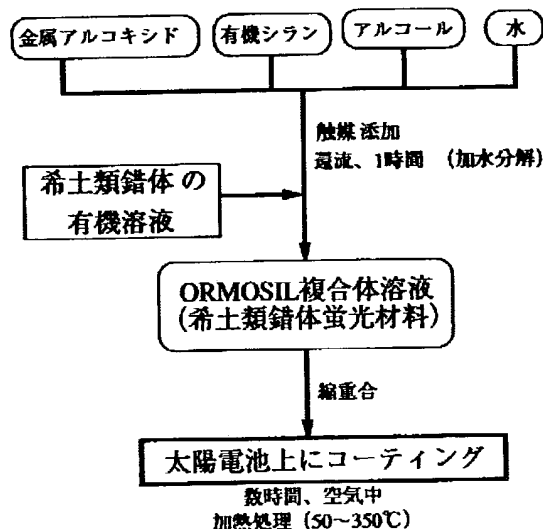 金属アルコキシド 有機シラン アルコール 水
触媒 添加
還流、1時間 (加水分解)
希土類錯体 の
有機溶液
ORMOSIL複合体溶液
(希土類錯体蛍光材料)
縮重合
太陽電池上にコーティング
数時間、空気中
加熱処理 (50～350℃)